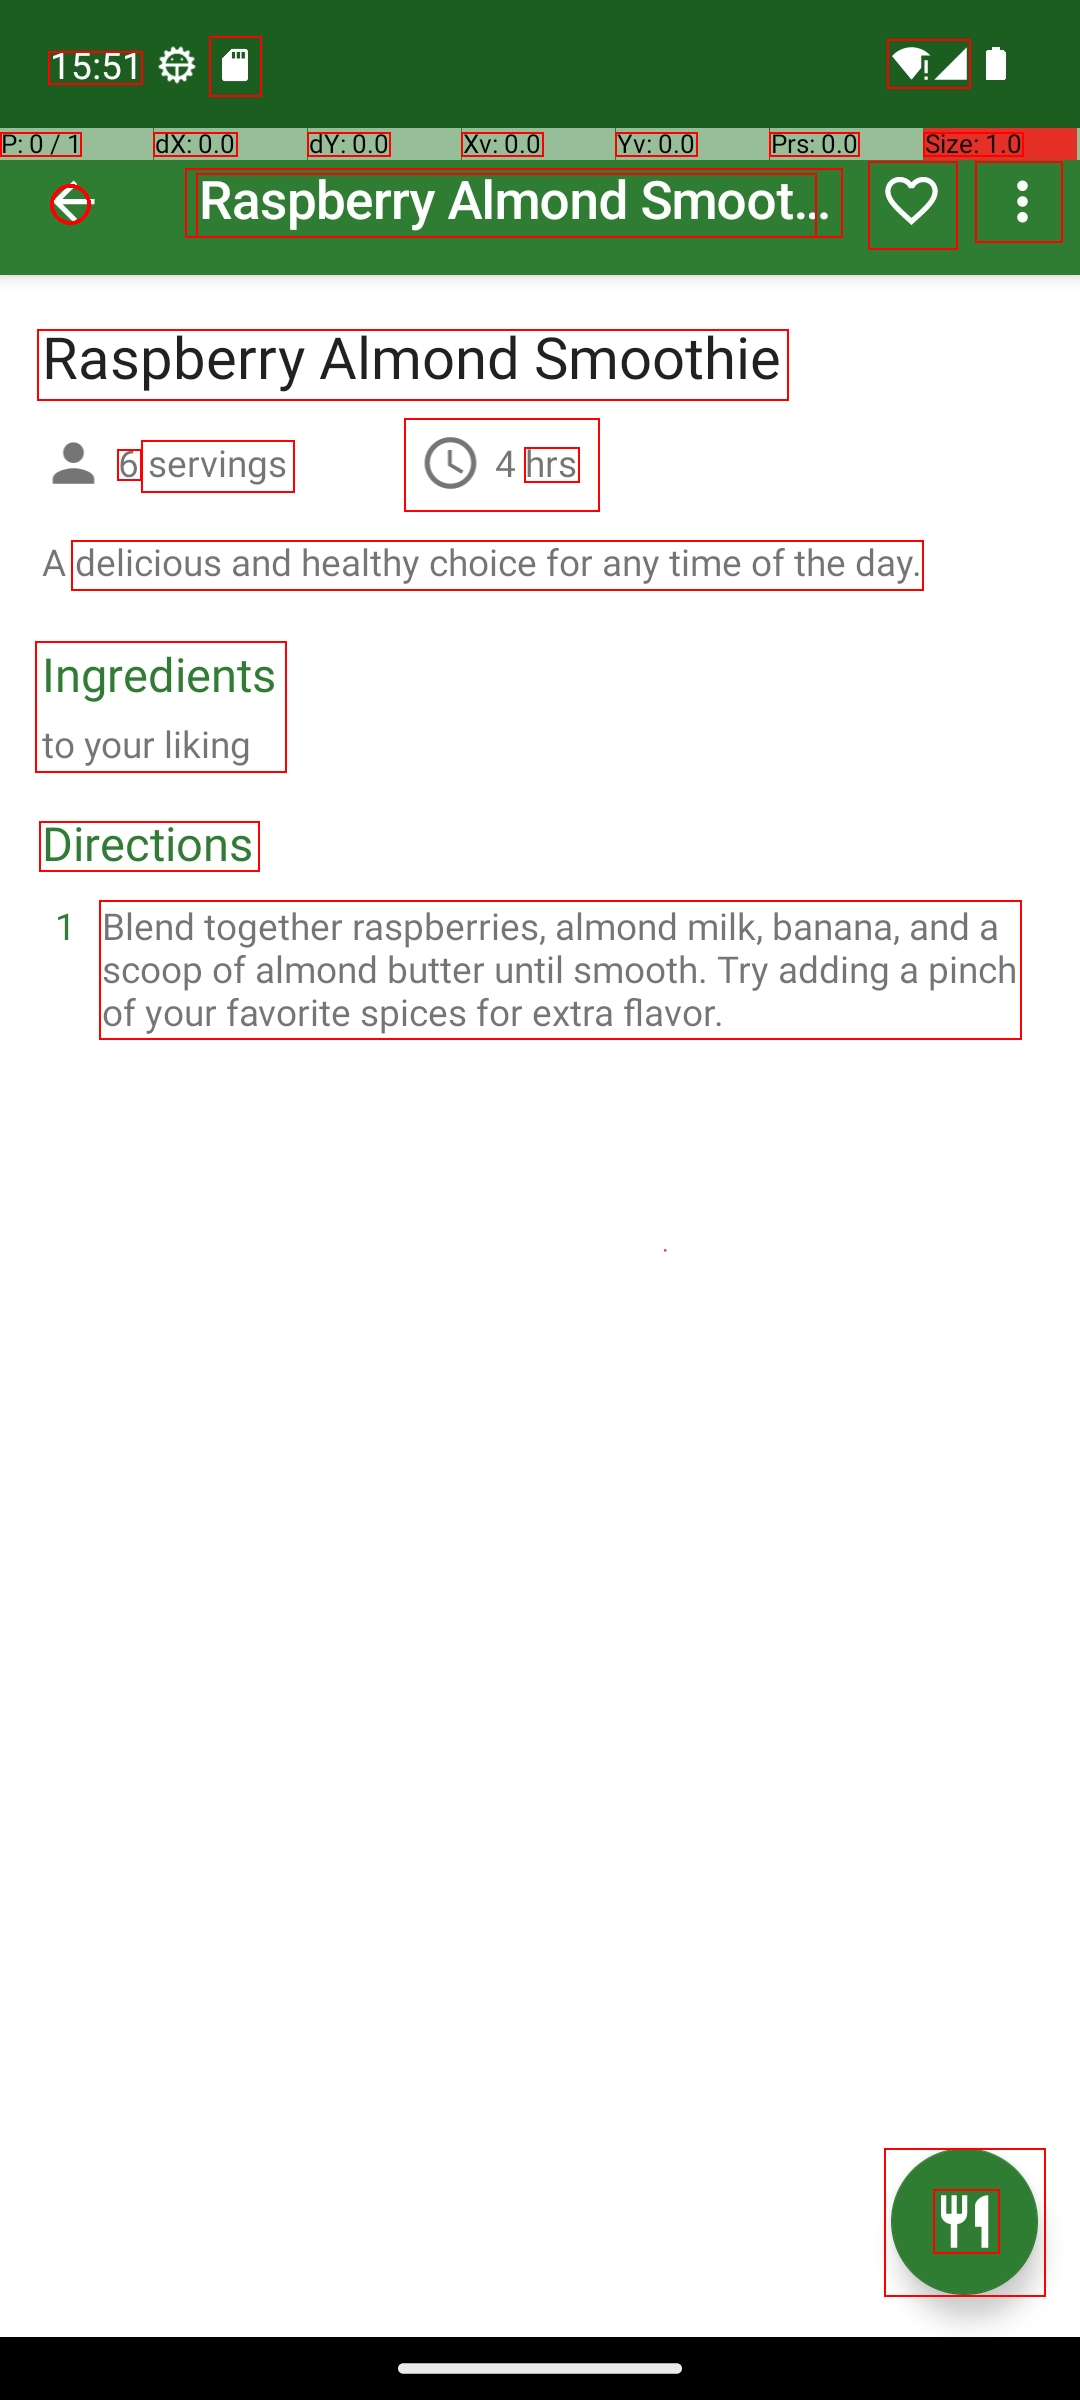 15:51
P: 0 / 1 dX: 0.0 dY: 0.0 Xv: 0.0 Yv: 0.0 Prs: 0.0 Size: 1.0
Raspberry Almond Smoot...
Raspberry Almond Smoothie
6 servings 4 hrs
A delicious and healthy choice for any time of the day.
Ingredients
to your liking
Directions
1 Blend together raspberries, almond milk, banana, and a
scoop of almond butter until smooth. Try adding a pinch
of your favorite spices for extra flavor.